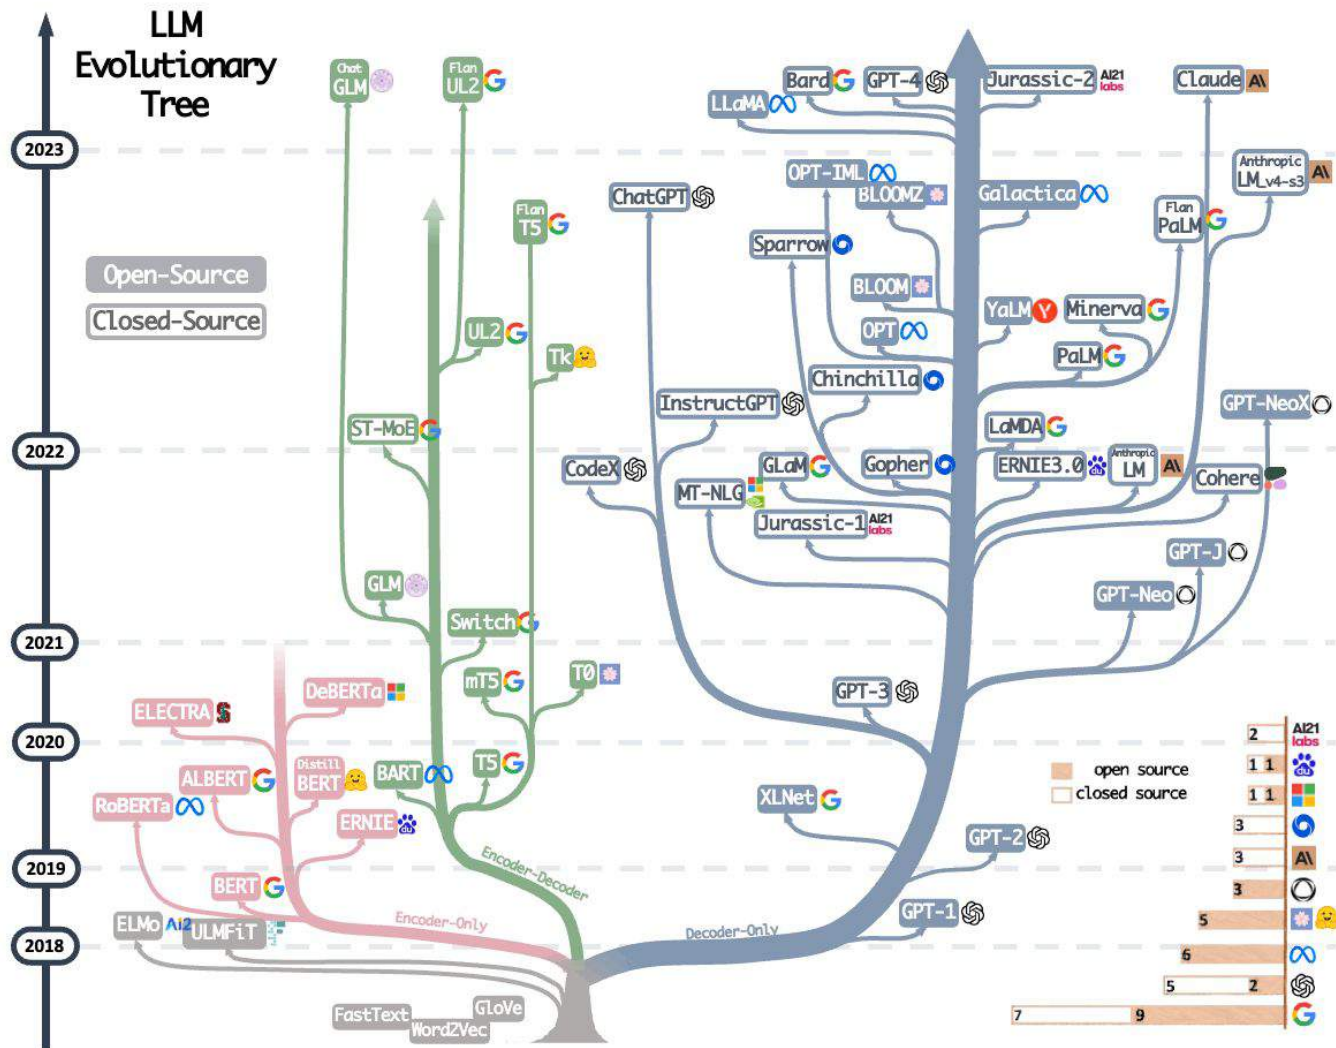 LLM
Evolutionary
Tree
2023
2022
2021
2020
2019
2018
Open-Source
Closed-Source
Chat
GLM
Flan
UL2
Flan
T5
UL2
Tk
ST-MoE
GLM
Switch
mT5
T0
T5
BART
Encoder-Decoder
DeBERTa
ELECTRA
ALBERT
Distill
BERT
RoBERTa
ERNIE
BERT
Encoder-Only
ELMo
AI2
ULMFiT
FastText
Word2Vec
GloVe
Bard
GPT-4
Jurassic-2
AI21
labs
Claude
A\
LLaMA
Anthropic
LM_v4-s3
A\
OPT-IML
BLOOMZ
Galactica
ChatGPT
Flan
PaLM
Sparrow
BLOOM
YaLM
Y
Minerva
OPT
PaLM
Chinchilla
InstructGPT
GPT-NeoX
LaMDA
CodeX
GLaM
Gopher
ERNIE3.0
du
Anthropic
LM
A\
Cohere
MT-NLG
Jurassic-1
AI21
labs
GPT-J
GPT-Neo
GPT-3
XLNet
GPT-2
GPT-1
Decoder-Only
open source
closed source
2
AI21
labs
1 1
du
1 1
3
3
A\
3
5
6
5 2
7 9